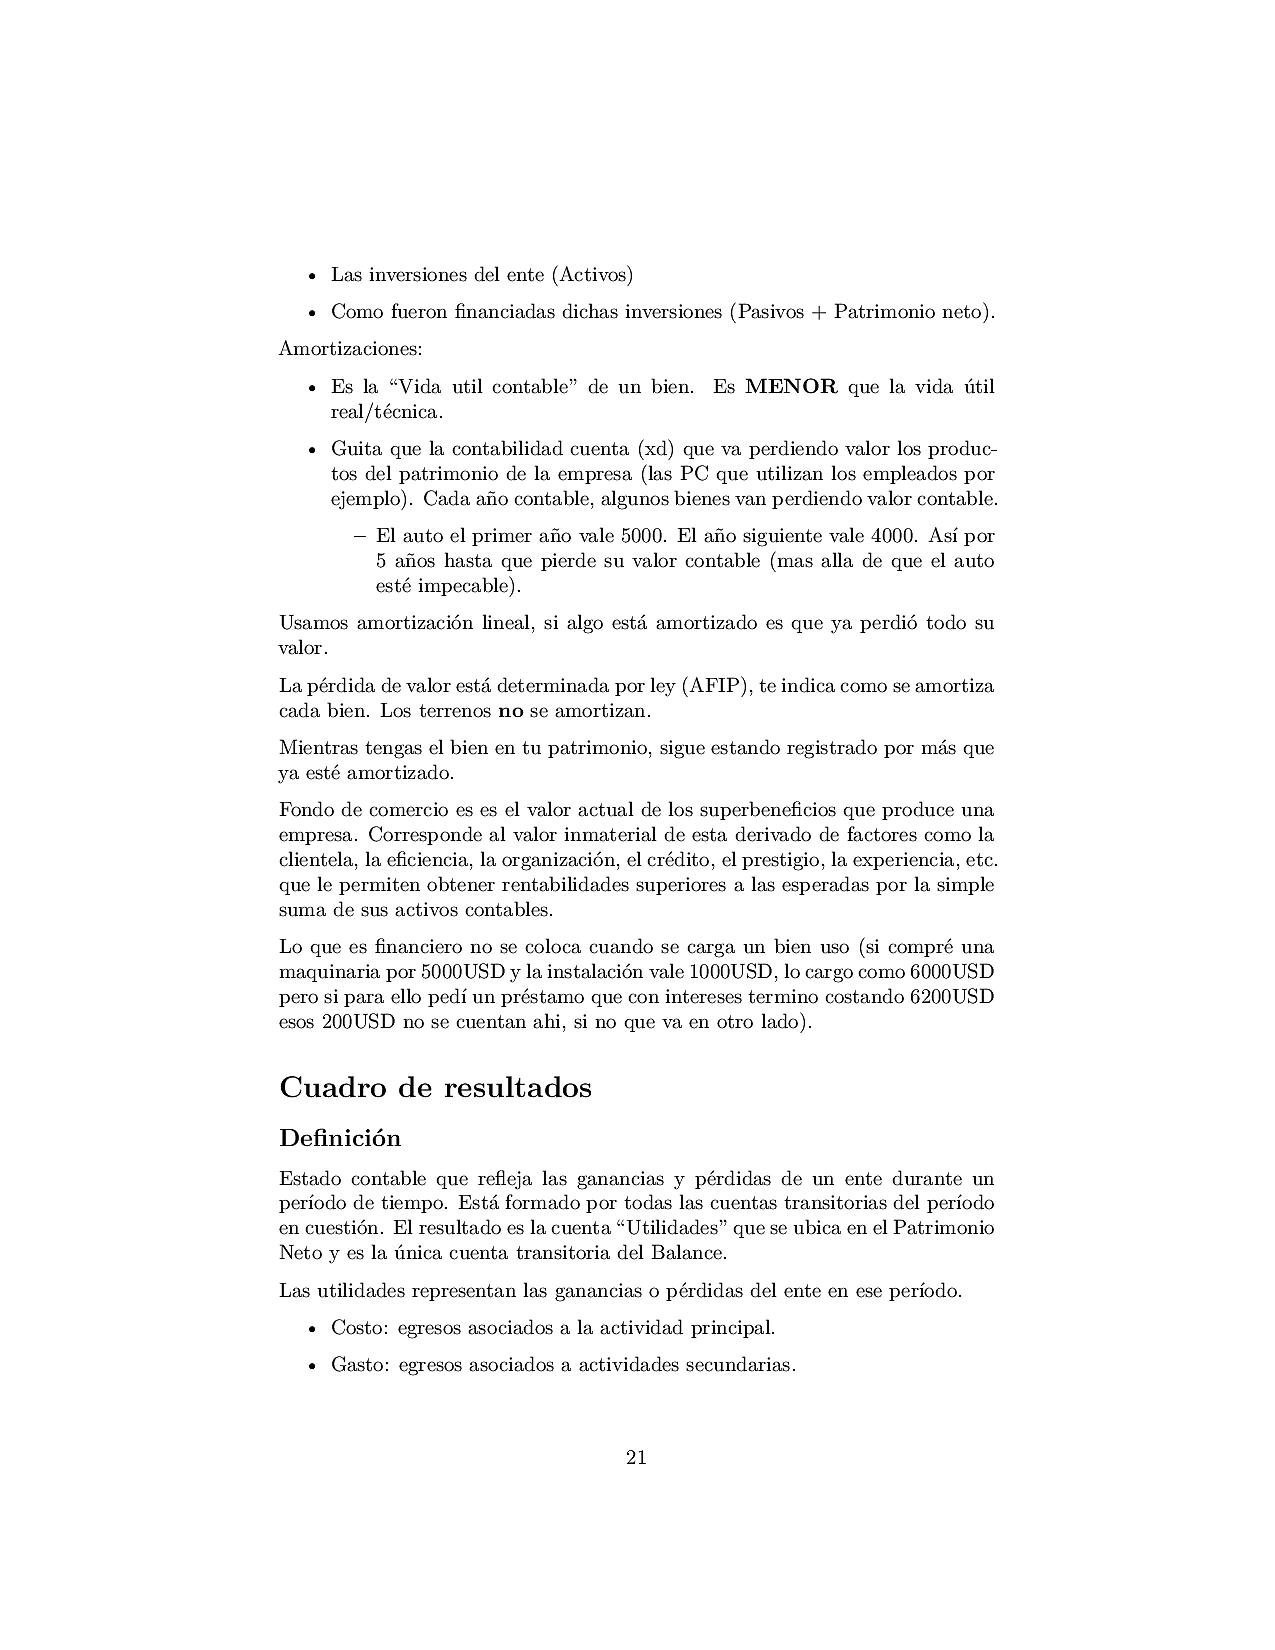 • Las inversiones del ente (Activos)
• Como fueron financiadas dichas inversiones (Pasivos + Patrimonio neto).
Amortizaciones:
• Es la “Vida util contable” de un bien. Es MENOR que la vida útil
real/técnica.
• Guita que la contabilidad cuenta (xd) que va perdiendo valor los produc-
tos del patrimonio de la empresa (las PC que utilizan los empleados por
ejemplo). Cada año contable, algunos bienes van perdiendo valor contable.
– El auto el primer año vale 5000. El año siguiente vale 4000. Así por
5 años hasta que pierde su valor contable (mas alla de que el auto
esté impecable).
Usamos amortización lineal, si algo está amortizado es que ya perdió todo su
valor.
La pérdida de valor está determinada por ley (AFIP), te indica como se amortiza
cada bien. Los terrenos no se amortizan.
Mientras tengas el bien en tu patrimonio, sigue estando registrado por más que
ya esté amortizado.
Fondo de comercio es es el valor actual de los superbeneficios que produce una
empresa. Corresponde al valor inmaterial de esta derivado de factores como la
clientela, la eficiencia, la organización, el crédito, el prestigio, la experiencia, etc.
que le permiten obtener rentabilidades superiores a las esperadas por la simple
suma de sus activos contables.
Lo que es financiero no se coloca cuando se carga un bien uso (si compré una
maquinaria por 5000USD y la instalación vale 1000USD, lo cargo como 6000USD
pero si para ello pedí un préstamo que con intereses termino costando 6200USD
esos 200USD no se cuentan ahi, si no que va en otro lado).
Cuadro de resultados
Definición
Estado contable que refleja las ganancias y pérdidas de un ente durante un
período de tiempo. Está formado por todas las cuentas transitorias del período
en cuestión. El resultado es la cuenta “Utilidades” que se ubica en el Patrimonio
Neto y es la única cuenta transitoria del Balance.
Las utilidades representan las ganancias o pérdidas del ente en ese período.
• Costo: egresos asociados a la actividad principal.
• Gasto: egresos asociados a actividades secundarias.
21